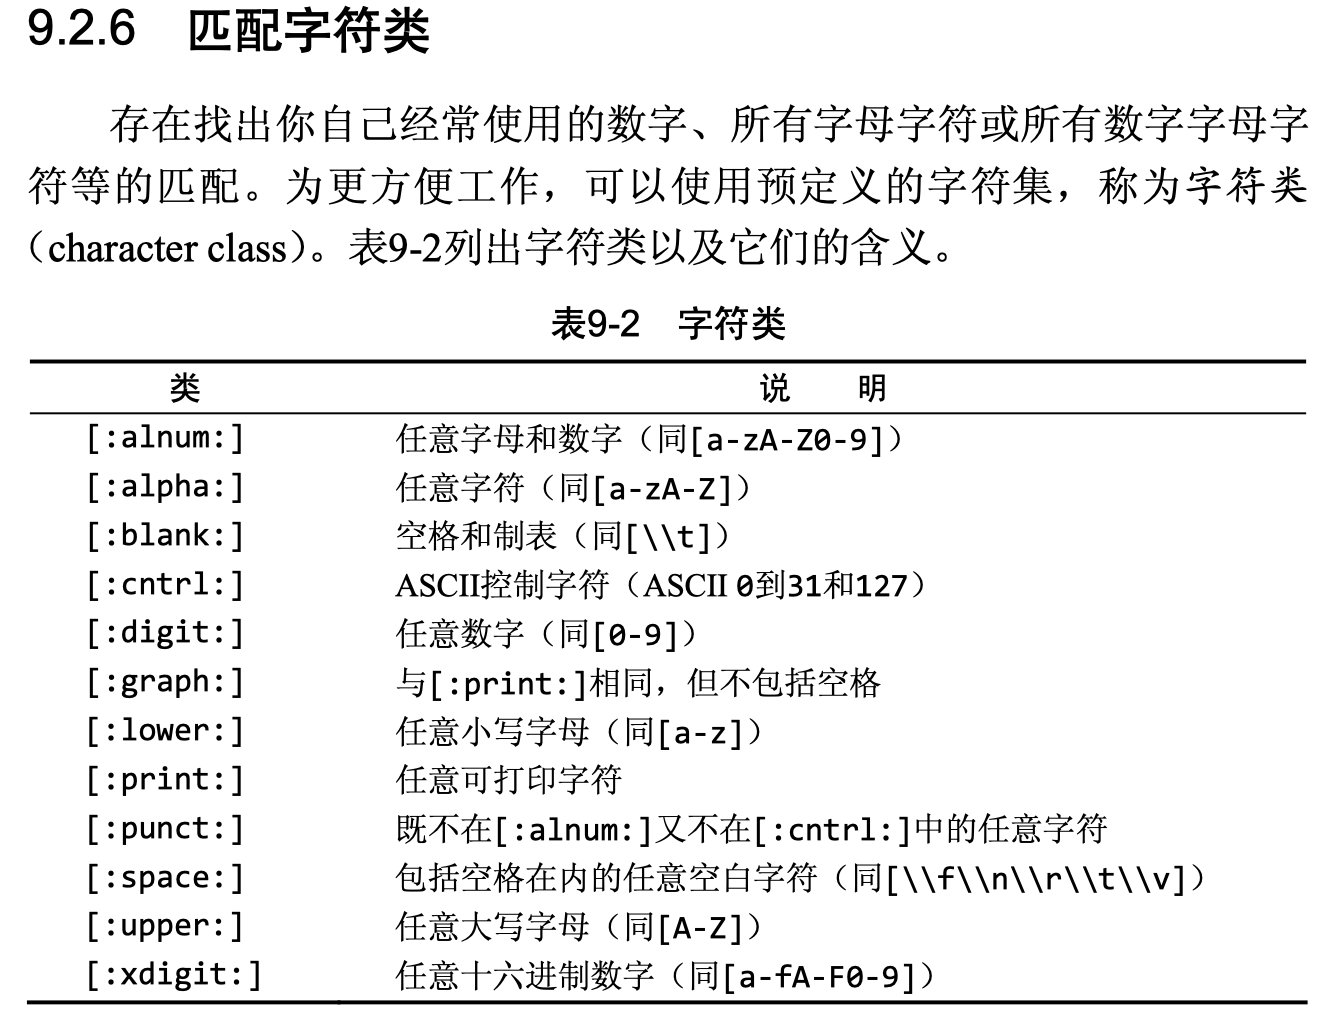 9.2.6 匹配字符类
存在找出你自己经常使用的数字、所有字母字符或所有数字字母字
符等的匹配。为更方便工作，可以使用预定义的字符集，称为字符类
（character class）。表9-2列出字符类以及它们的含义。
表9-2 字符类
类 说 明
[:alnum:] 任意字母和数字（同[a-zA-Z0-9]）
[:alpha:] 任意字符（同[a-zA-Z]）
[:blank:] 空格和制表（同[\\t]）
[:cntrl:] ASCII控制字符（ASCII 0到31和127）
[:digit:] 任意数字（同[0-9]）
[:graph:] 与[:print:]相同，但不包括空格
[:lower:] 任意小写字母（同[a-z]）
[:print:] 任意可打印字符
[:punct:] 既不在[:alnum:]又不在[:cntrl:]中的任意字符
[:space:] 包括空格在内的任意空白字符（同[\\f\\n\\r\\t\\v]）
[:upper:] 任意大写字母（同[A-Z]）
[:xdigit:] 任意十六进制数字（同[a-fA-F0-9]）